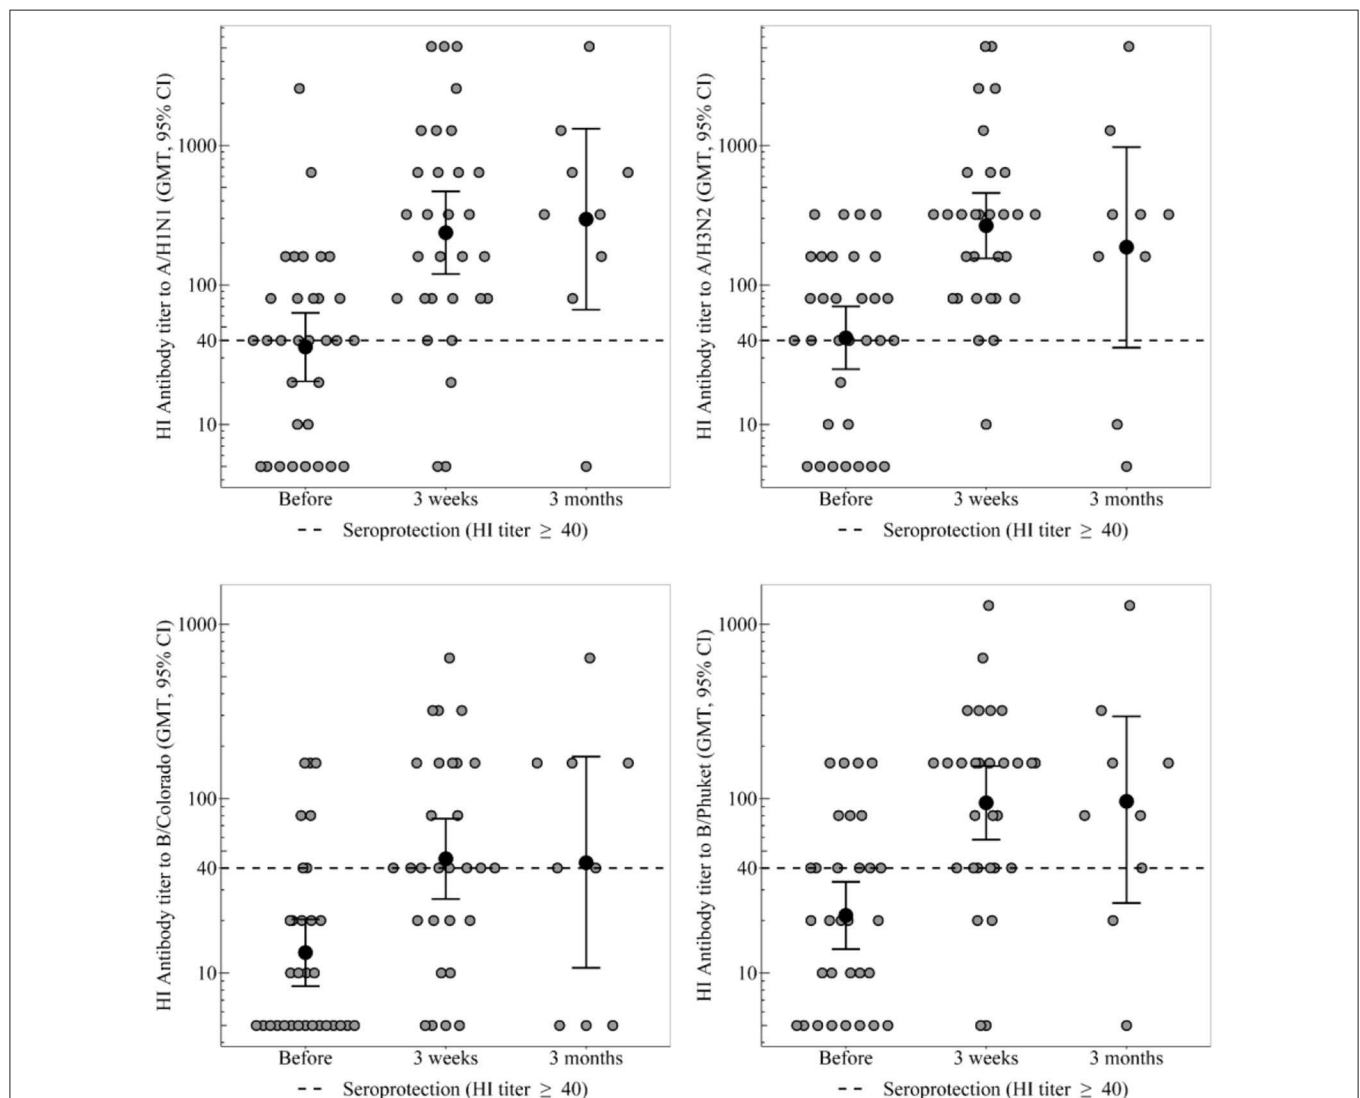 HI Antibody titer to A/H1N1 (GMT, 95% CI)
1000
100
40
10
Before 3 weeks 3 months
Seroprotection (HI titer ≥ 40)
HI Antibody titer to A/H3N2 (GMT, 95% CI)
1000
100
40
10
Before 3 weeks 3 months
Seroprotection (HI titer ≥ 40)
HI Antibody titer to B/Colorado (GMT, 95% CI)
1000
100
40
10
Before 3 weeks 3 months
Seroprotection (HI titer ≥ 40)
HI Antibody titer to B/Phuket (GMT, 95% CI)
1000
100
40
10
Before 3 weeks 3 months
Seroprotection (HI titer ≥ 40)